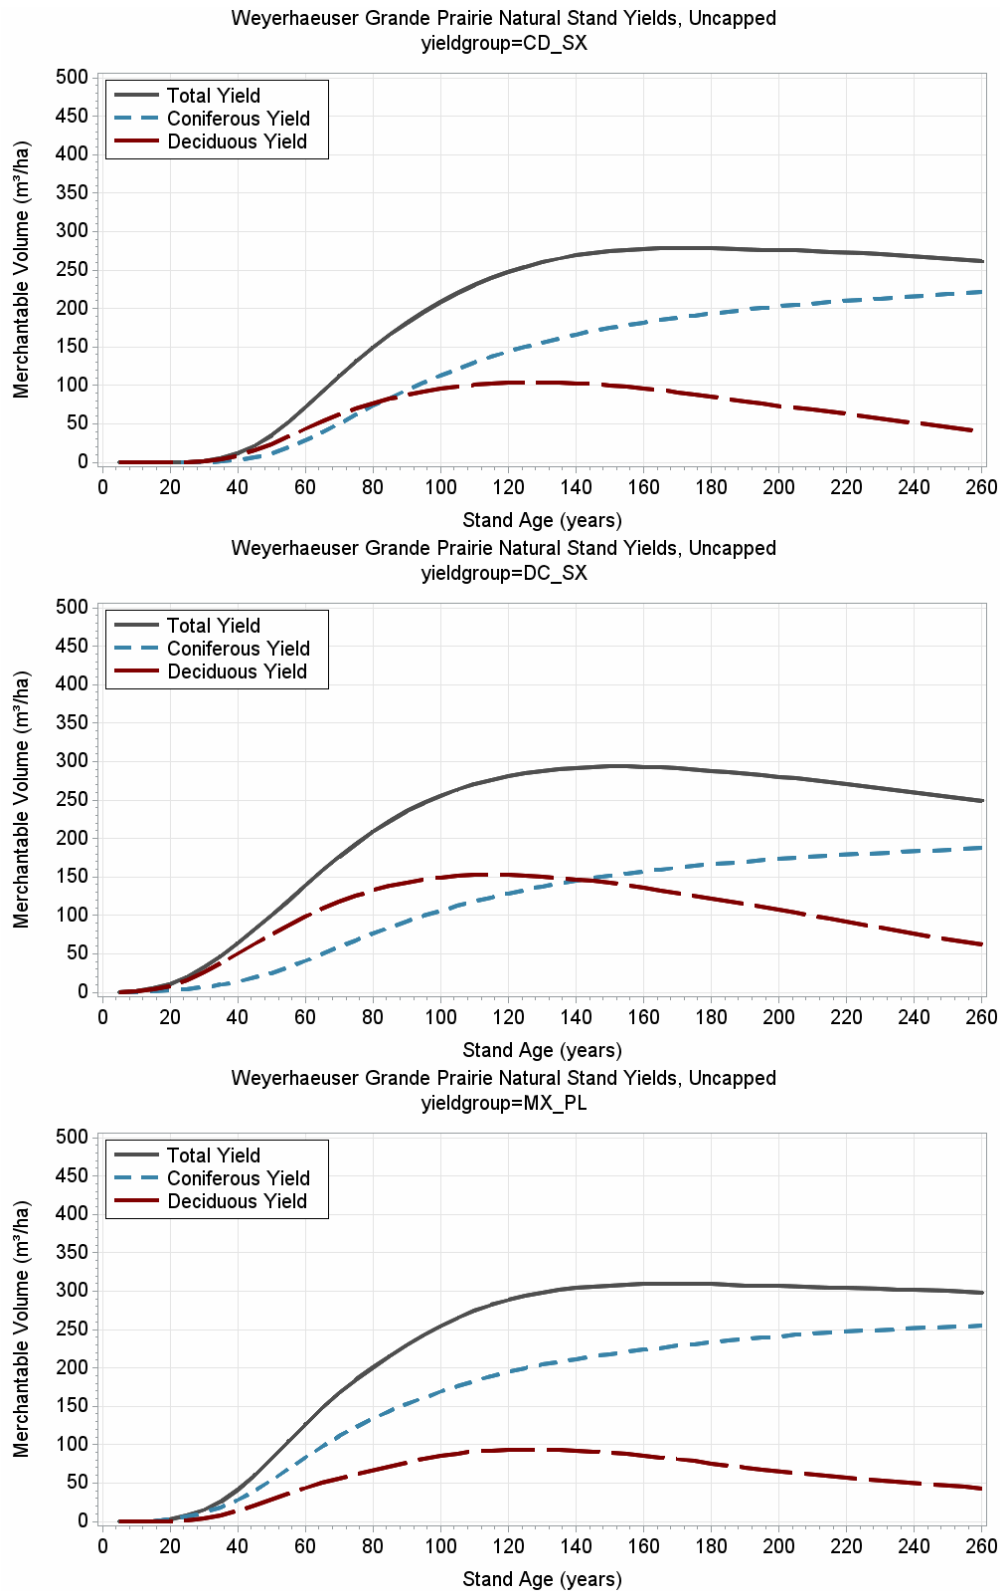 Weyerhaeuser Grande Prairie Natural Stand Yields, Uncapped
yieldgroup=CD_SX
500
450
400
350
300
250
200
150
100
50
0
Merchantable Volume (m³/ha)
Total Yield
Coniferous Yield
Deciduous Yield
0 20 40 60 80 100 120 140 160 180 200 220 240 260
Stand Age (years)
Weyerhaeuser Grande Prairie Natural Stand Yields, Uncapped
yieldgroup=DC_SX
500
450
400
350
300
250
200
150
100
50
0
Merchantable Volume (m³/ha)
Total Yield
Coniferous Yield
Deciduous Yield
0 20 40 60 80 100 120 140 160 180 200 220 240 260
Stand Age (years)
Weyerhaeuser Grande Prairie Natural Stand Yields, Uncapped
yieldgroup=MX_PL
500
450
400
350
300
250
200
150
100
50
0
Merchantable Volume (m³/ha)
Total Yield
Coniferous Yield
Deciduous Yield
0 20 40 60 80 100 120 140 160 180 200 220 240 260
Stand Age (years)